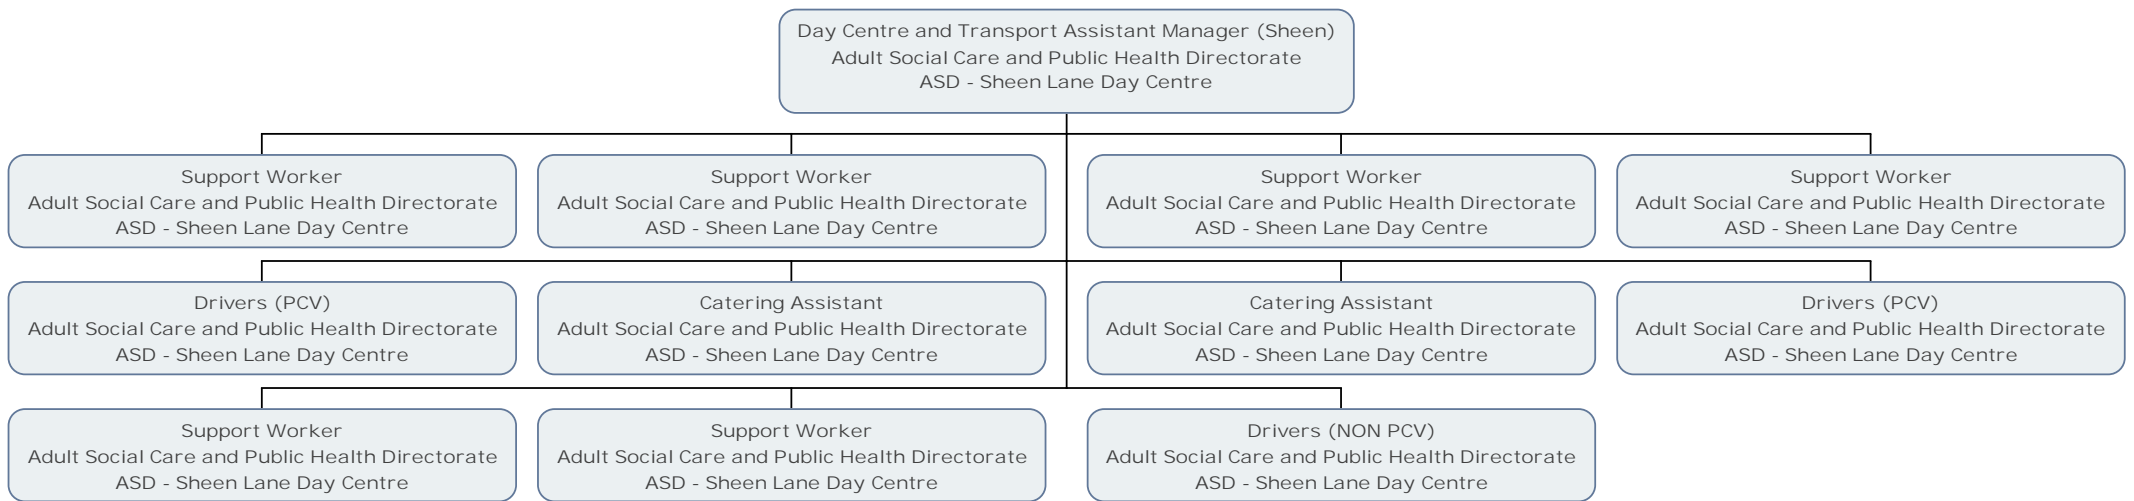 Day Centre and Transport Assistant Manager (Sheen)
Adult Social Care and Public Health Directorate
ASD - Sheen Lane Day Centre
Support Worker
Adult Social Care and Public Health Directorate
ASD - Sheen Lane Day Centre
Support Worker
Adult Social Care and Public Health Directorate
ASD - Sheen Lane Day Centre
Support Worker
Adult Social Care and Public Health Directorate
ASD - Sheen Lane Day Centre
Support Worker
Adult Social Care and Public Health Directorate
ASD - Sheen Lane Day Centre
Drivers (PCV)
Adult Social Care and Public Health Directorate
ASD - Sheen Lane Day Centre
Catering Assistant
Adult Social Care and Public Health Directorate
ASD - Sheen Lane Day Centre
Catering Assistant
Adult Social Care and Public Health Directorate
ASD - Sheen Lane Day Centre
Drivers (PCV)
Adult Social Care and Public Health Directorate
ASD - Sheen Lane Day Centre
Support Worker
Adult Social Care and Public Health Directorate
ASD - Sheen Lane Day Centre
Support Worker
Adult Social Care and Public Health Directorate
ASD - Sheen Lane Day Centre
Drivers (NON PCV)
Adult Social Care and Public Health Directorate
ASD - Sheen Lane Day Centre